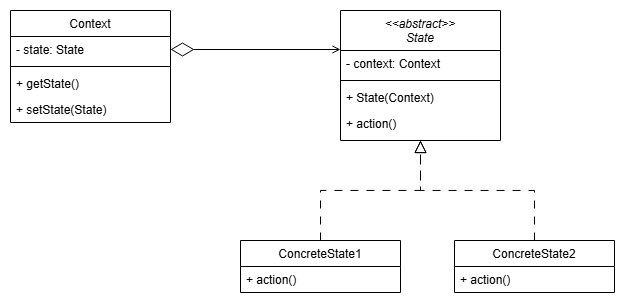 Context
- state: State
+ getState()
+ setState(State)
<<abstract>>
State
- context: Context
+ State(Context)
+ action()
ConcreteState1
+ action()
ConcreteState2
+ action()